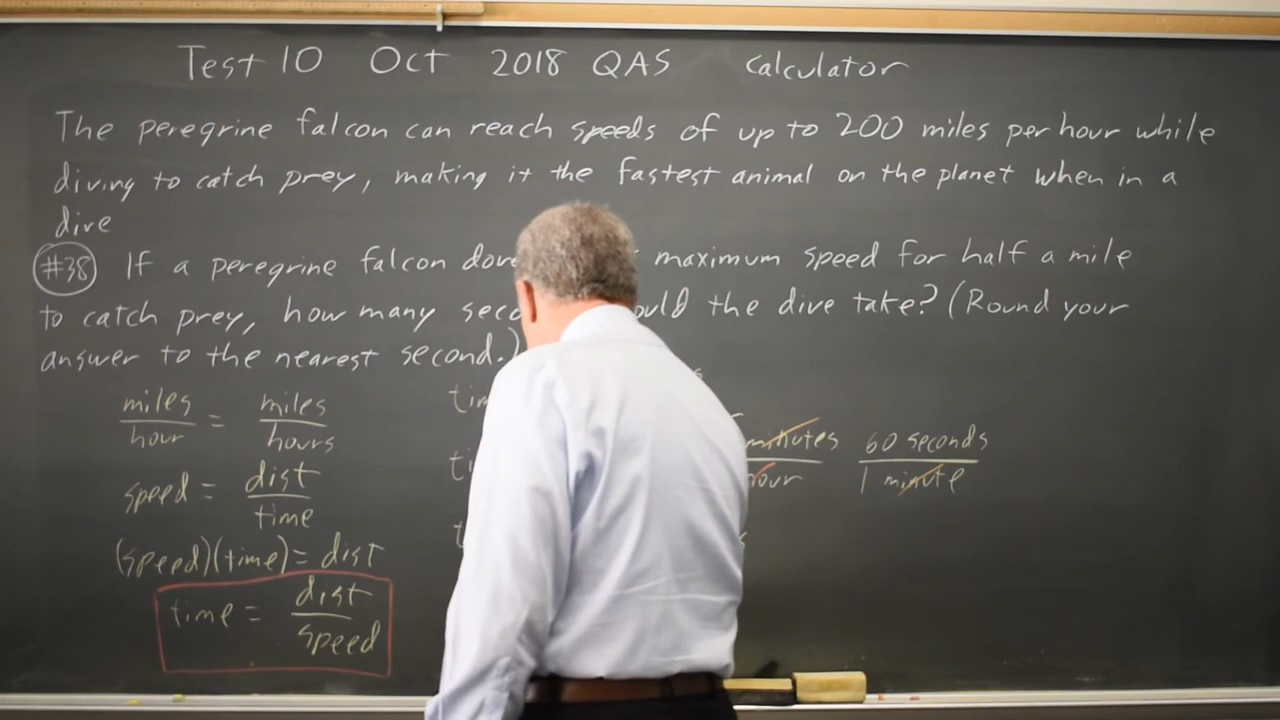 Test 10 Oct 2018 QAS calculator
The peregrine falcon can reach speeds of up to 200 miles per hour while
diving to catch prey, making it the fastest animal on the planet when in a
dive
#38 If a peregrine falcon maximum speed for half a mile
to catch prey, how many the dive take? (Round your
answer to the nearest second.)
miles / hour = miles / hours
speed = dist / time
(speed)(time) = dist
time = dist / speed
minutes / hour 60 seconds / 1 minute